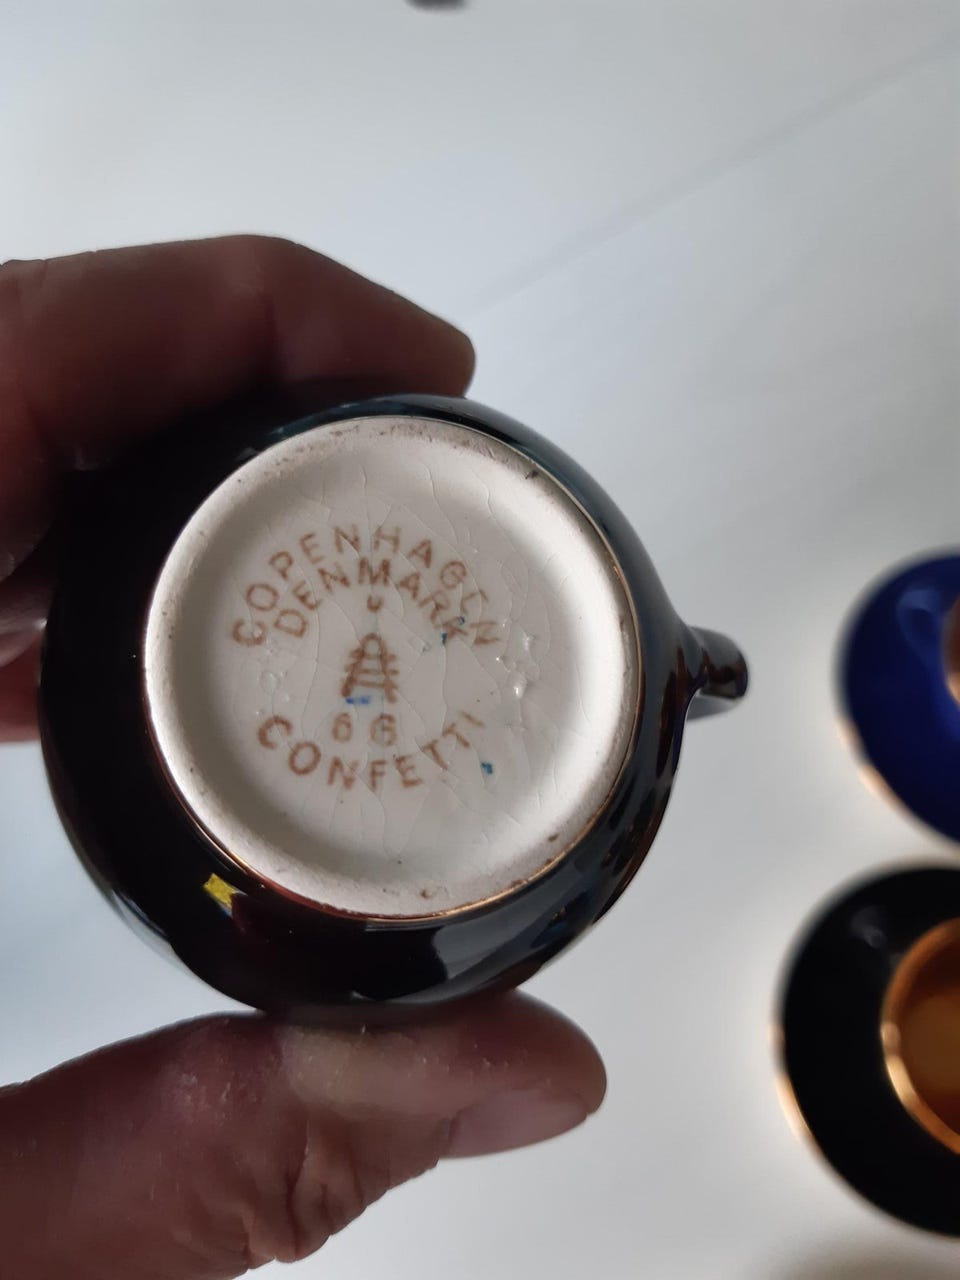 COPENHAGEN
DENMARK
66
CONFETTI